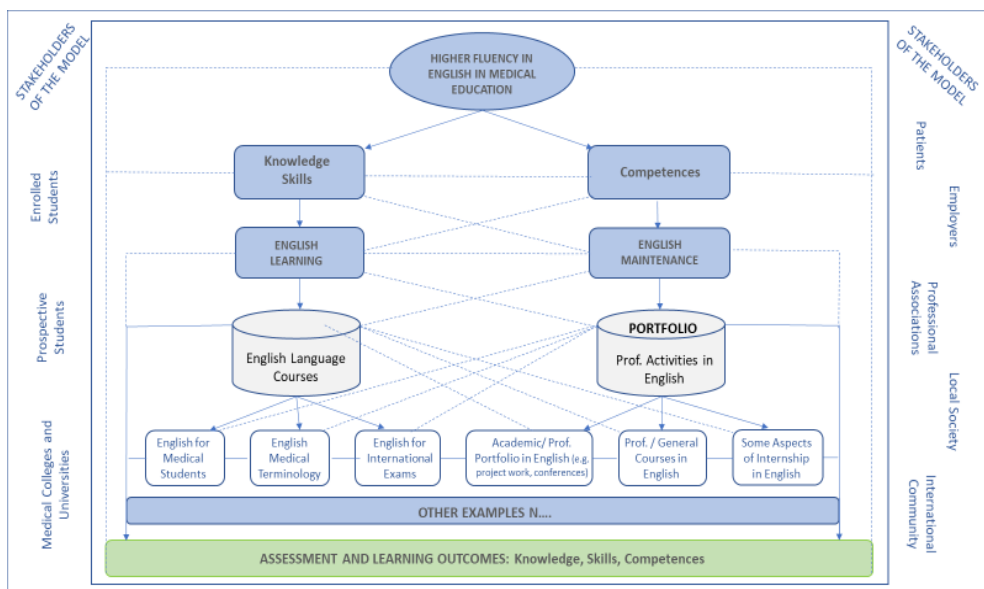 STAKEHOLDERS
OF THE MODEL
STAKEHOLDERS
OF THE MODEL
HIGHER FLUENCY IN
ENGLISH IN MEDICAL
EDUCATION
Patients
Knowledge
Skills
Competences
Enrolled
Students
Employers
ENGLISH
LEARNING
ENGLISH
MAINTENANCE
Prospective
Students
Professional
Associations
English Language
Courses
PORTFOLIO
Prof. Activities in
English
Local Society
Medical Colleges and
Universities
English for
Medical
Students
English
Medical
Terminology
English for
International
Exams
Academic/ Prof.
Portfolio in English (e.g.
project work, conferences)
Prof. / General
Courses in
English
Some Aspects
of Internship
in English
International
Community
OTHER EXAMPLES N....
ASSESSMENT AND LEARNING OUTCOMES: Knowledge, Skills, Competences